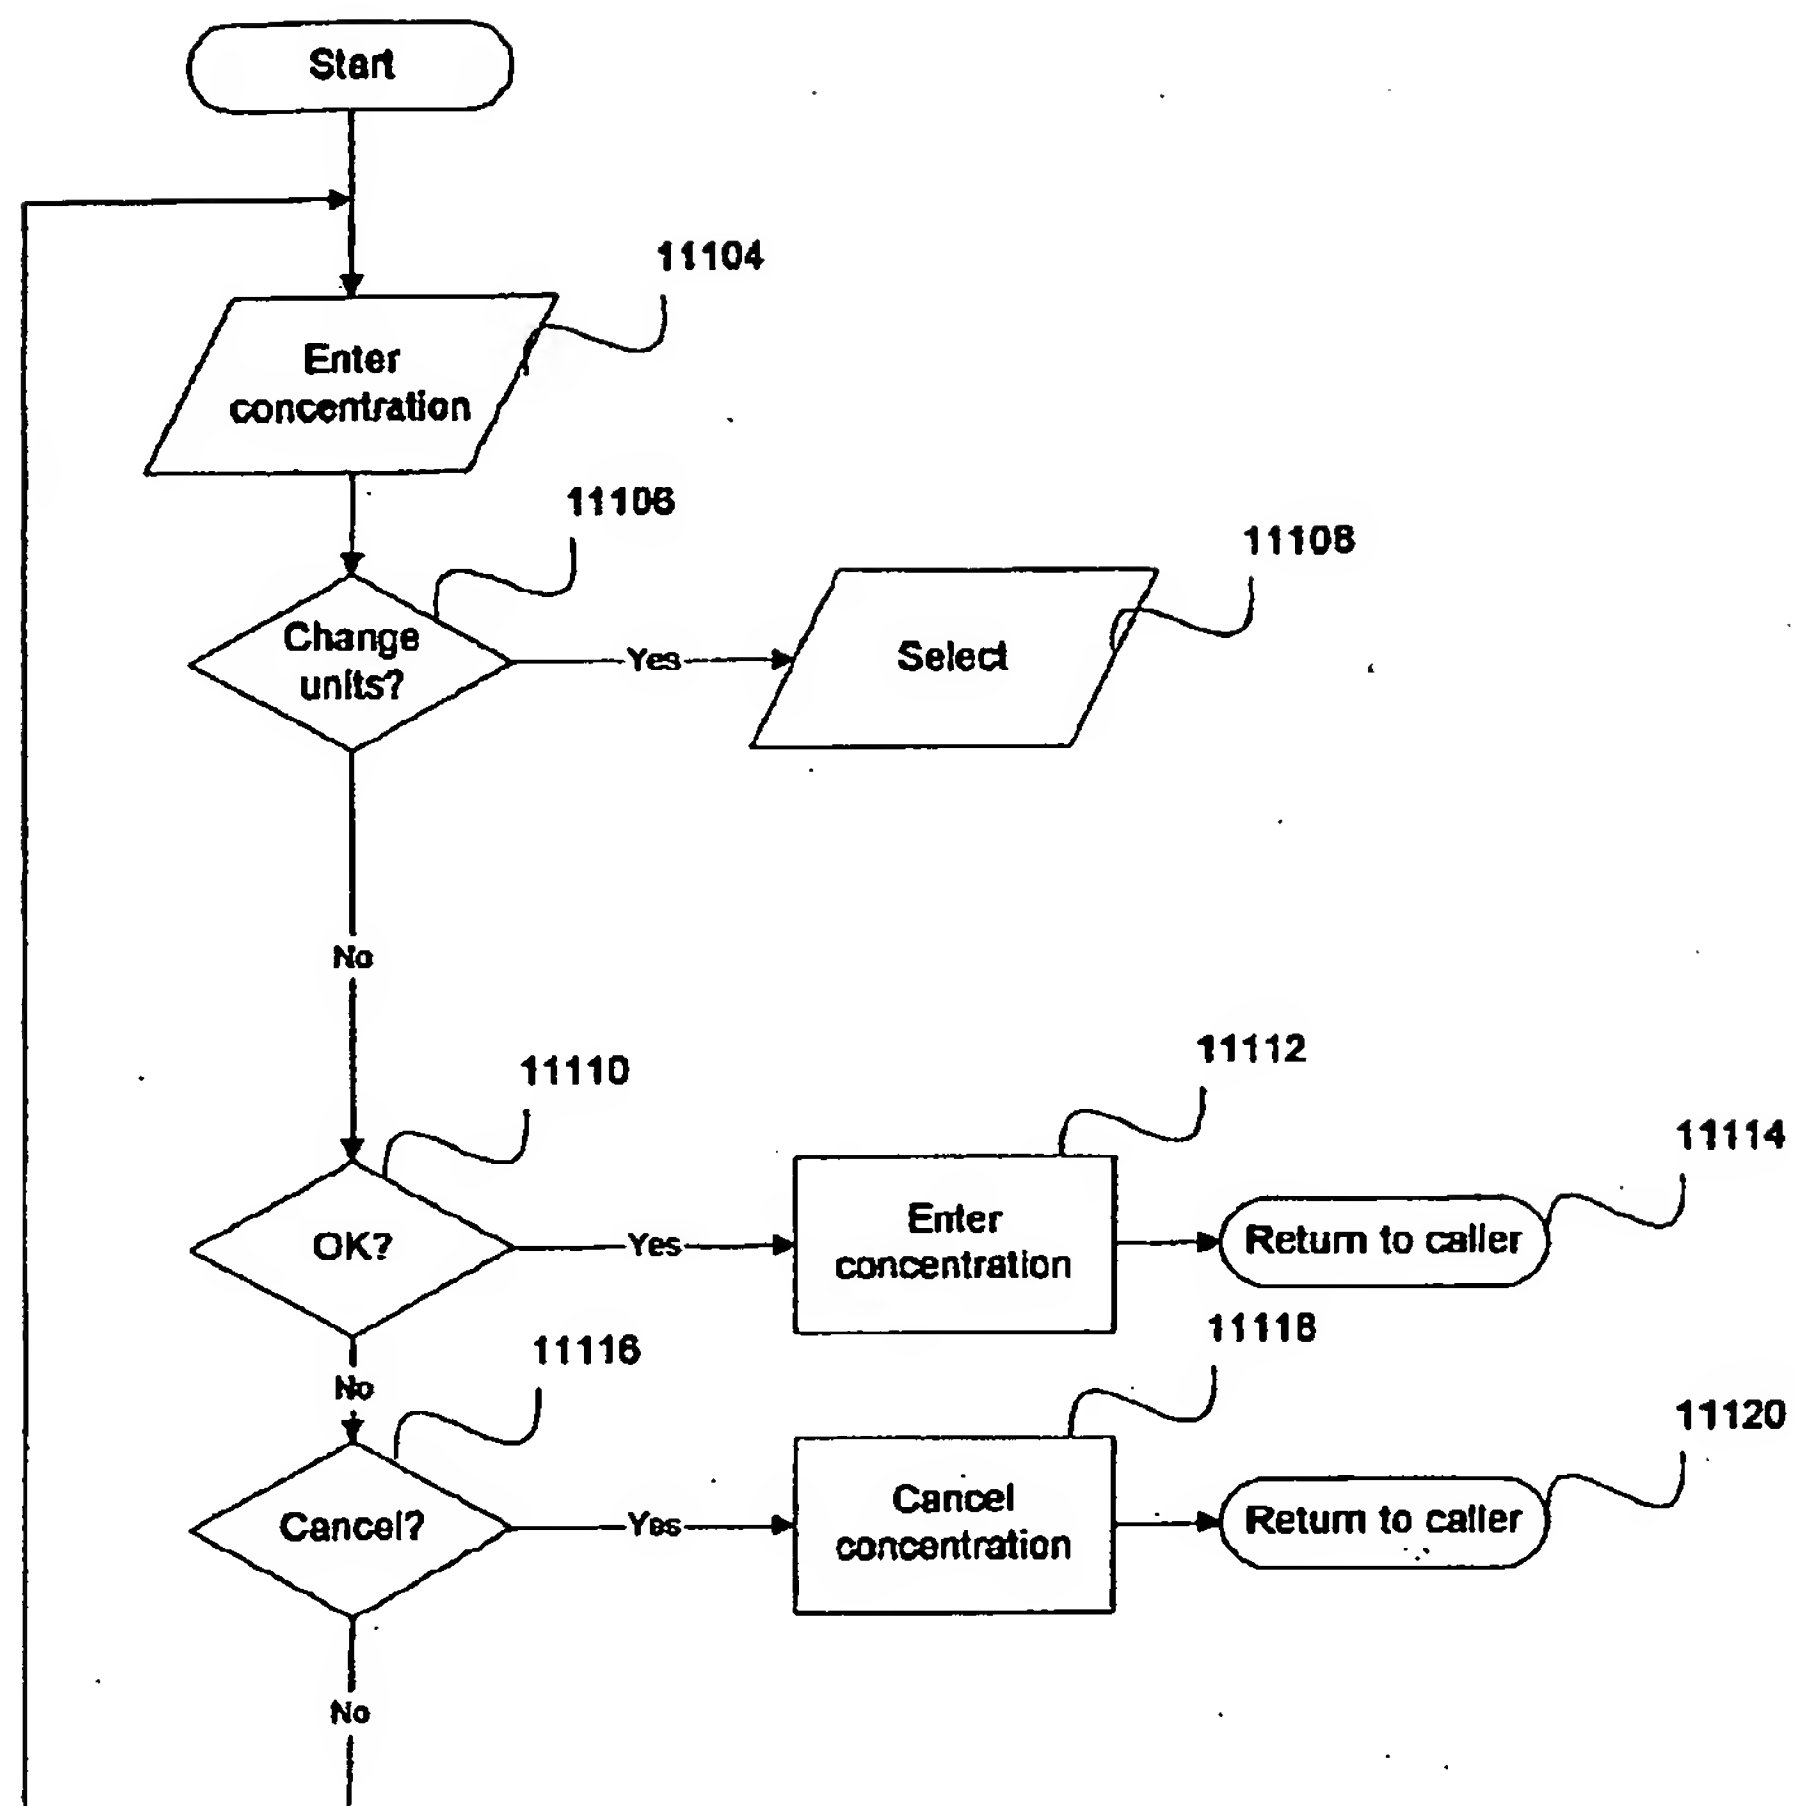 Start
11104
Enter
concentration
11106
11108
Change
units?
Yes
Select
No
11110
11112
11114
OK?
Yes
Enter
concentration
Return to caller
No
11116
11118
11120
Cancel?
Yes
Cancel
concentration
Return to caller
No